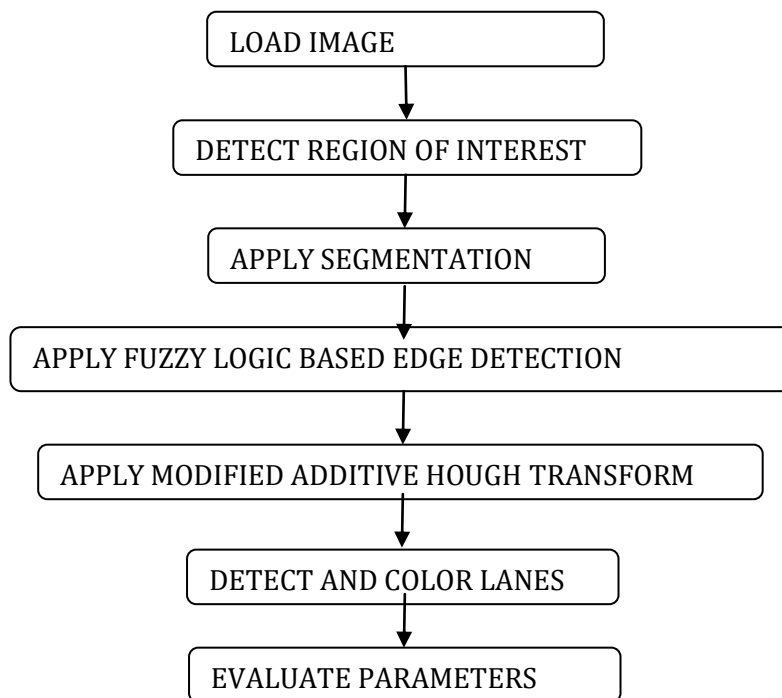 LOAD IMAGE
DETECT REGION OF INTEREST
APPLY SEGMENTATION
APPLY FUZZY LOGIC BASED EDGE DETECTION
APPLY MODIFIED ADDITIVE HOUGH TRANSFORM
DETECT AND COLOR LANES
EVALUATE PARAMETERS